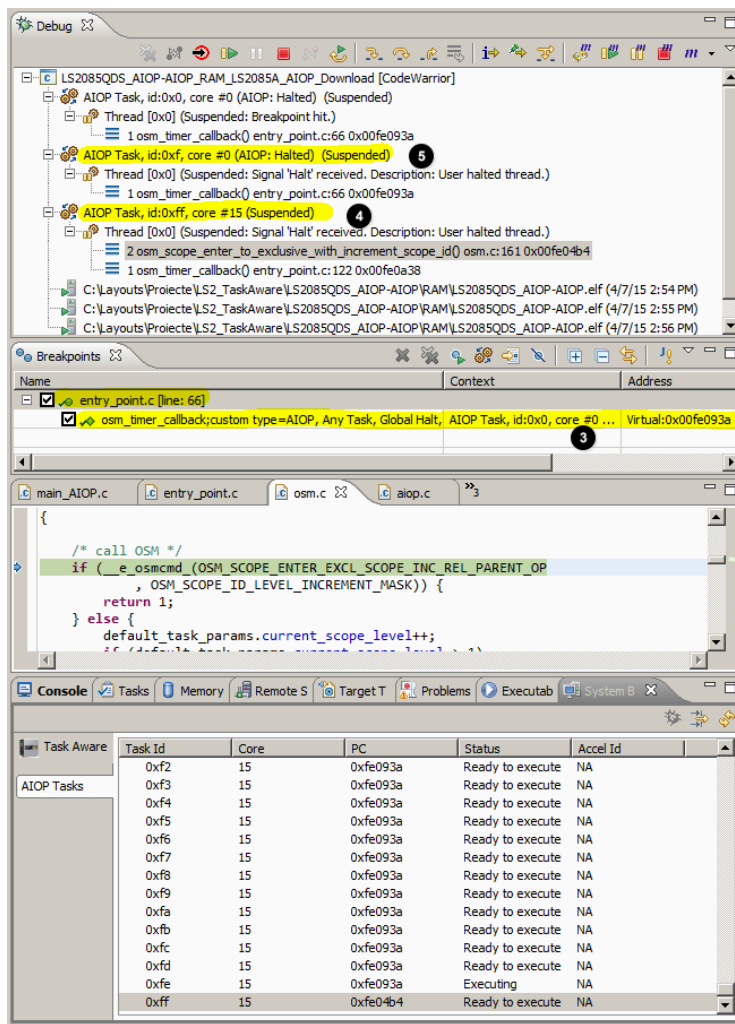 Debug
LS2085QDS_AIOP-AIOP_RAM_LS2085A_AIOP_Download [CodeWarrior]
AIOP Task, id:0x0, core #0 (AIOP: Halted) (Suspended)
Thread [0x0] (Suspended: Breakpoint hit.)
1 osm_timer_callback() entry_point.c:66 0x00fe093a
AIOP Task, id:0xf, core #0 (AIOP: Halted) (Suspended) 5
Thread [0x0] (Suspended: Signal 'Halt' received. Description: User halted thread.)
1 osm_timer_callback() entry_point.c:66 0x00fe093a
AIOP Task, id:0xff, core #15 (Suspended) 4
Thread [0x0] (Suspended: Signal 'Halt' received. Description: User halted thread.)
2 osm_scope_enter_to_exclusive_with_increment_scope_id() osm.c:161 0x00fe04b4
1 osm_timer_callback() entry_point.c:122 0x00fe0a38
C:\Layouts\Proiecte\LS2_TaskAware\LS2085QDS_AIOP-AIOP\RAM\LS2085QDS_AIOP-AIOP.elf (4/7/15 2:54 PM)
C:\Layouts\Proiecte\LS2_TaskAware\LS2085QDS_AIOP-AIOP\RAM\LS2085QDS_AIOP-AIOP.elf (4/7/15 2:55 PM)
C:\Layouts\Proiecte\LS2_TaskAware\LS2085QDS_AIOP-AIOP\RAM\LS2085QDS_AIOP-AIOP.elf (4/7/15 2:56 PM)
Breakpoints
Name Context Address
entry_point.c [line: 66]
osm_timer_callback;custom type=AIOP, Any Task, Global Halt, AIOP Task, id:0x0, core #0 ... Virtual:0x00fe093a
3
main_AIOP.c entry_point.c osm.c aiop.c »3
{
/* call OSM */
if (__e_osmcmd_(OSM_SCOPE_ENTER_EXCL_SCOPE_INC_REL_PARENT_OP
, OSM_SCOPE_ID_LEVEL_INCREMENT_MASK)) {
return 1;
} else {
default_task_params.current_scope_level++;
if (default_task_params.current_scope_level > 1)
Console Tasks Memory Remote S Target T Problems Executab System B
Task Aware
AIOP Tasks
Task Id Core PC Status Accel Id
0xf2 15 0xfe093a Ready to execute NA
0xf3 15 0xfe093a Ready to execute NA
0xf4 15 0xfe093a Ready to execute NA
0xf5 15 0xfe093a Ready to execute NA
0xf6 15 0xfe093a Ready to execute NA
0xf7 15 0xfe093a Ready to execute NA
0xf8 15 0xfe093a Ready to execute NA
0xf9 15 0xfe093a Ready to execute NA
0xfa 15 0xfe093a Ready to execute NA
0xfb 15 0xfe093a Ready to execute NA
0xfc 15 0xfe093a Ready to execute NA
0xfd 15 0xfe093a Ready to execute NA
0xfe 15 0xfe093a Executing NA
0xff 15 0xfe04b4 Ready to execute NA